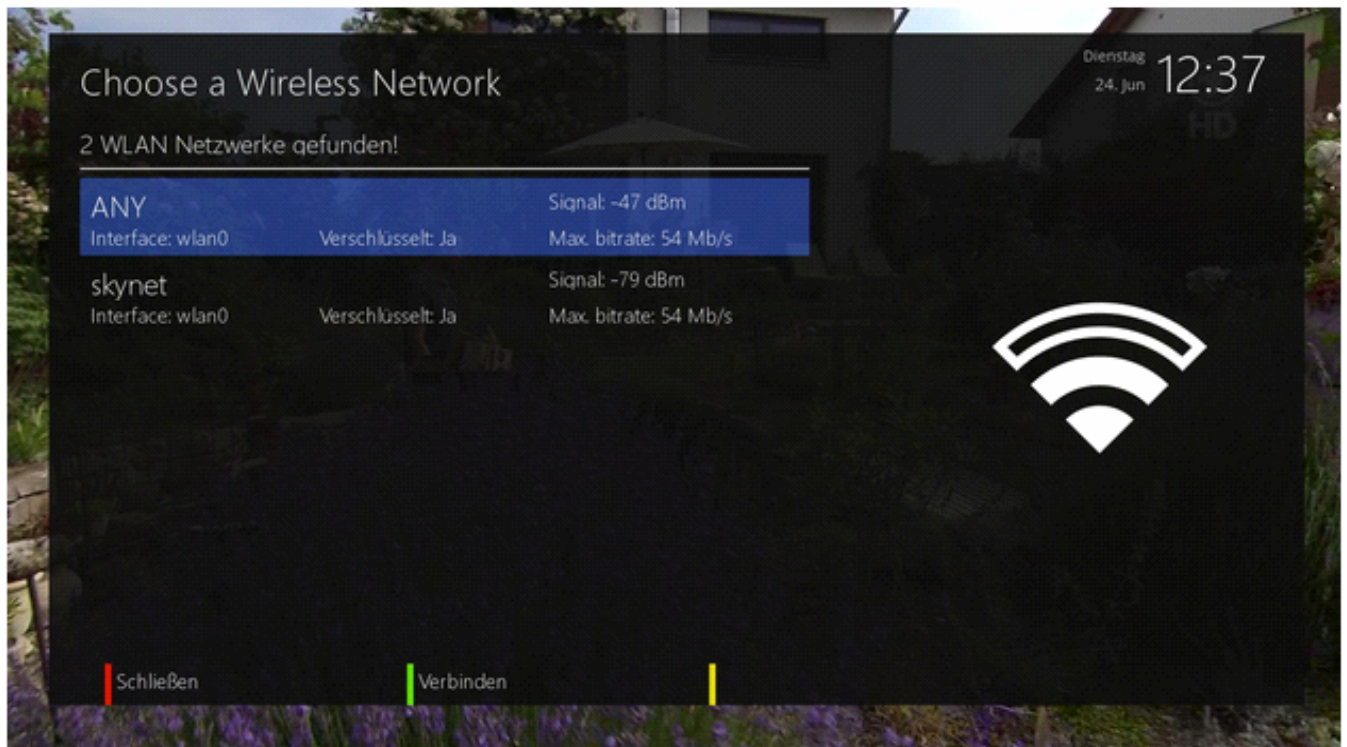 Choose a Wireless Network
Dienstag
24. Jun
12:37
HD
2 WLAN Netzwerke gefunden!
ANY
Signal: -47 dBm
Interface: wlan0 Verschlüsselt: Ja Max. bitrate: 54 Mb/s
skynet
Signal: -79 dBm
Interface: wlan0 Verschlüsselt: Ja Max. bitrate: 54 Mb/s
Schließen
Verbinden